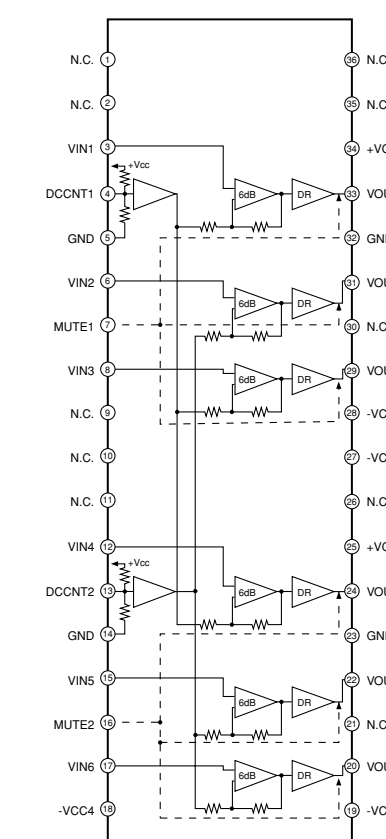 N.C. 1
36 N.C
N.C. 2
35 N.C
VIN1 3
34 +VC
+Vcc
DCCNT1 4
6dB
DR
33 VOU
GND 5
32 GN
VIN2 6
31 VOU
6dB
DR
MUTE1 7
30 N.C
VIN3 8
29 VOU
6dB
DR
N.C. 9
28 -VC
N.C. 10
27 -VC
N.C. 11
26 N.C
VIN4 12
25 +VC
+Vcc
DCCNT2 13
6dB
DR
24 VOU
GND 14
23 GN
VIN5 15
22 VOU
6dB
DR
MUTE2 16
21 N.C
VIN6 17
20 VOU
6dB
DR
-VCC4 18
19 -VC